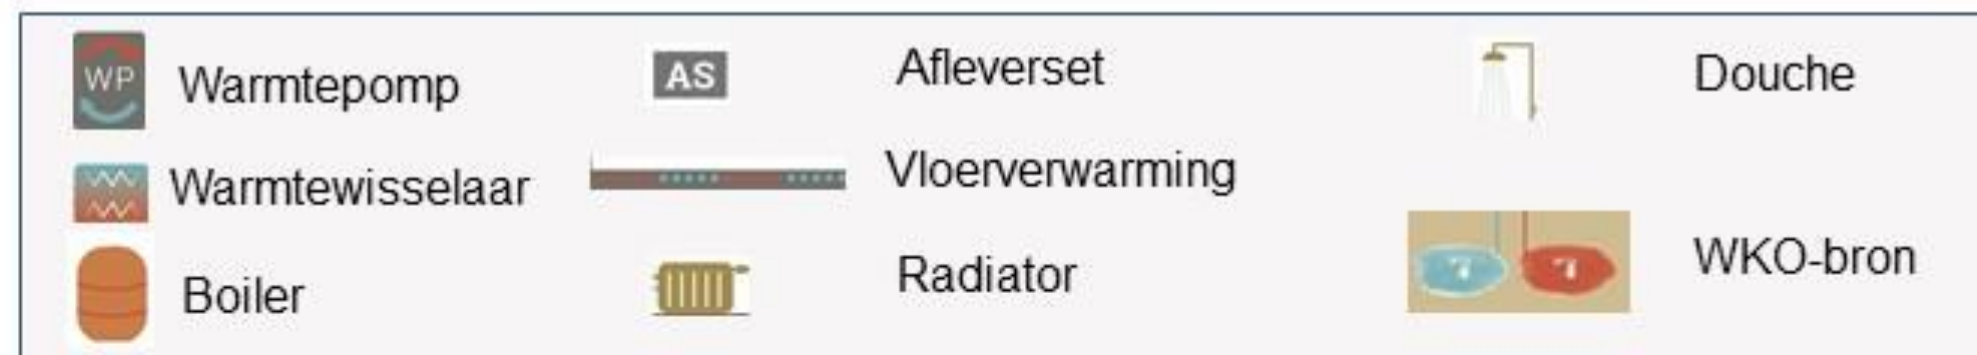 WP Warmtepomp
AS Afleverset
Douche
Warmtewisselaar
Vloerverwarming
Boiler
Radiator
WKO-bron